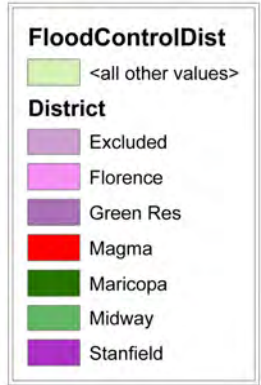 FloodControlDist
<all other values>
District
Excluded
Florence
Green Res
Magma
Maricopa
Midway
Stanfield